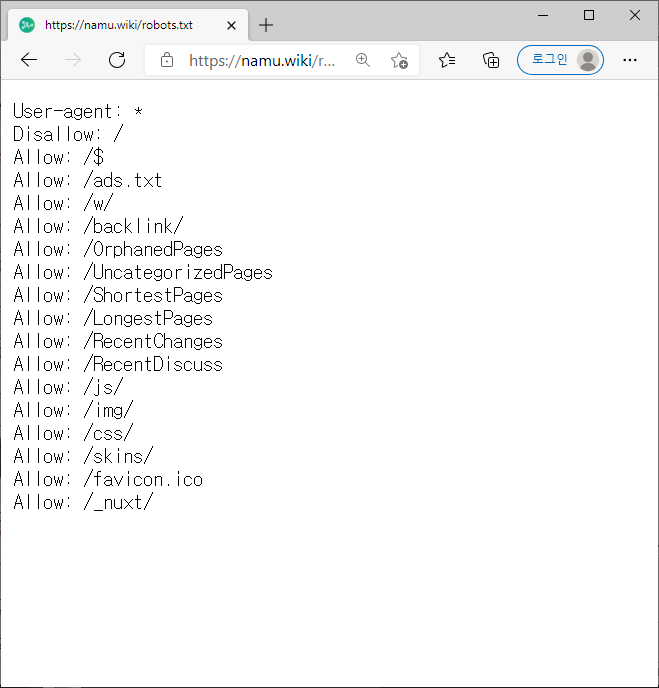 https://namu.wiki/robots.txt
https://namu.wiki/r...
로그인
User-agent: *
Disallow: /
Allow: /$
Allow: /ads.txt
Allow: /w/
Allow: /backlink/
Allow: /OrphanedPages
Allow: /UncategorizedPages
Allow: /ShortestPages
Allow: /LongestPages
Allow: /RecentChanges
Allow: /RecentDiscuss
Allow: /js/
Allow: /img/
Allow: /css/
Allow: /skins/
Allow: /favicon.ico
Allow: /_nuxt/